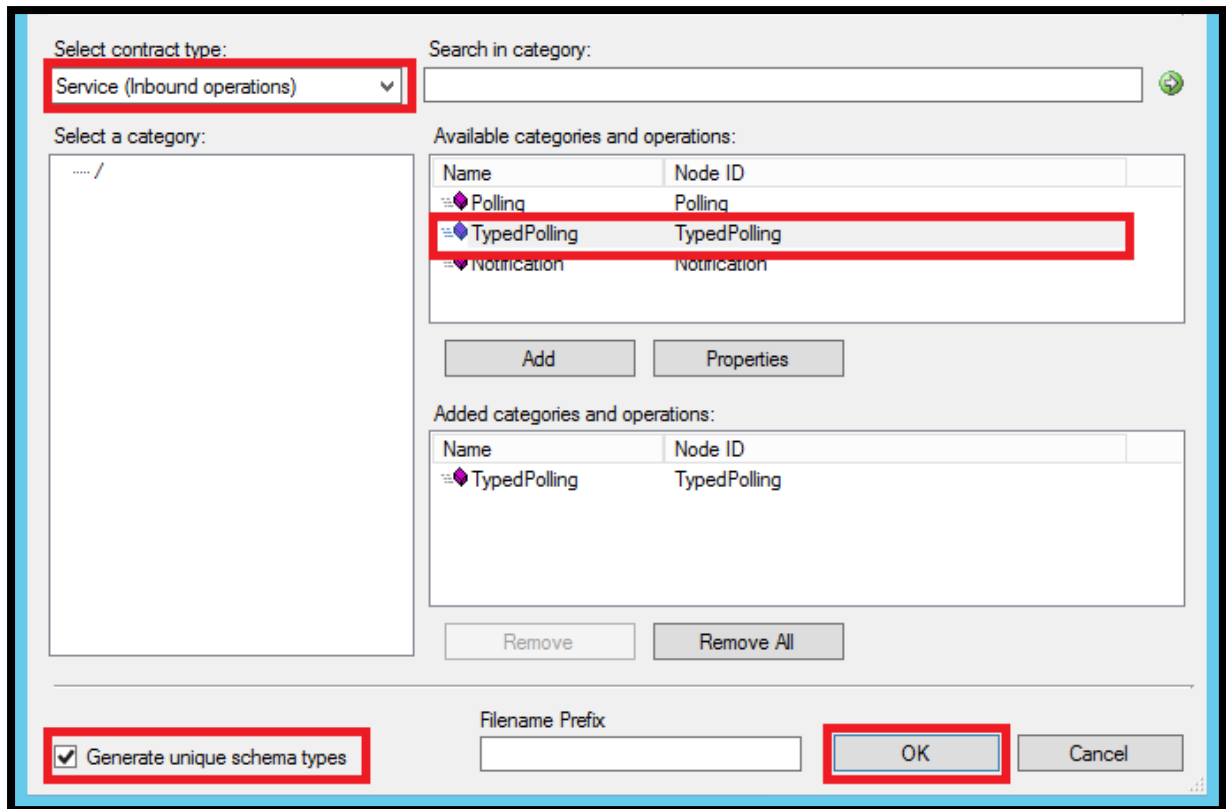 Select contract type:
Search in category:
Service (Inbound operations)
Select a category:
Available categories and operations:
/
Name Node ID
Polling Polling
TypedPolling TypedPolling
Notification Notification
Add Properties
Added categories and operations:
Name Node ID
TypedPolling TypedPolling
Remove Remove All
Filename Prefix
Generate unique schema types
OK Cancel